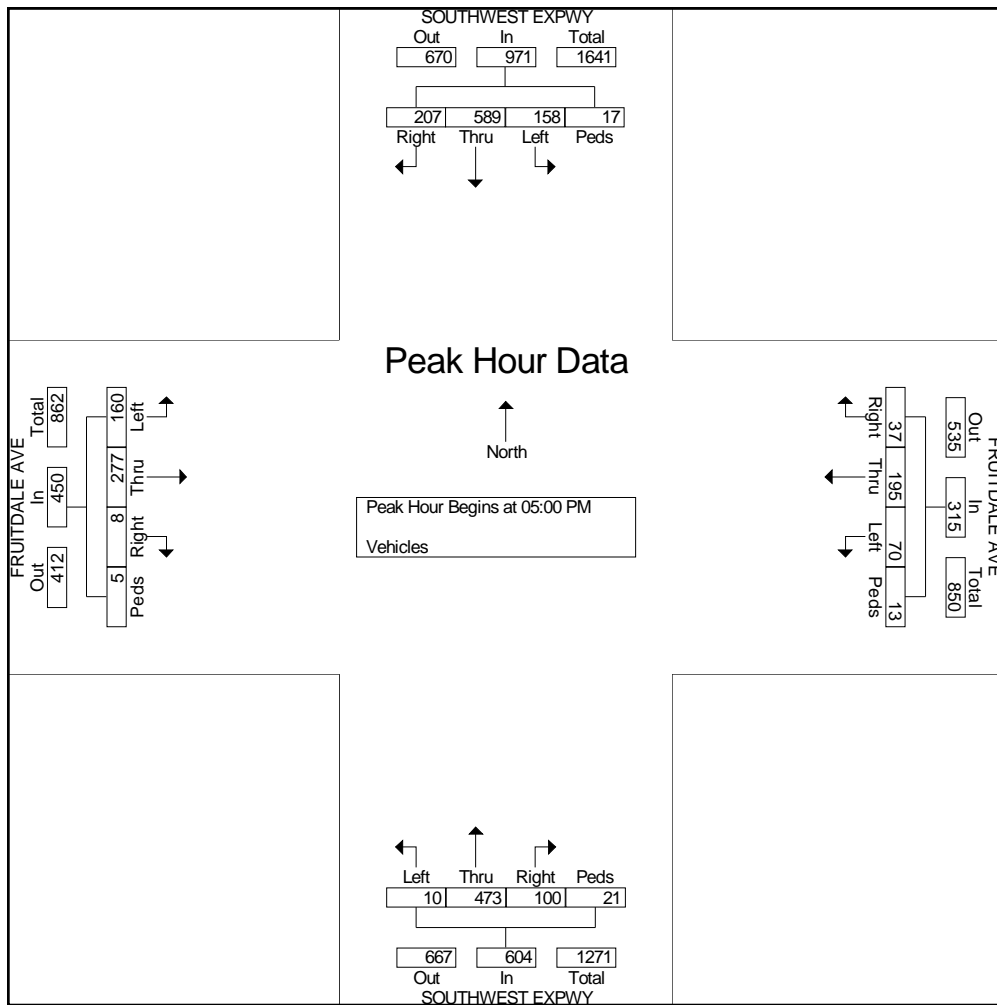 SOUTHWEST EXPWY
Out In Total
670 971 1641
207 589 158 17
Right Thru Left Peds
Peak Hour Data
North
Peak Hour Begins at 05:00 PM
Vehicles
FRUITDALE AVE
Out In Total
412 450 862
Peds Right Thru Left
5 8 277 160
FRUITDALE AVE
Out In Total
535 315 850
Right Thru Left Peds
37 195 70 13
Left Thru Right Peds
10 473 100 21
667 604 1271
Out In Total
SOUTHWEST EXPWY